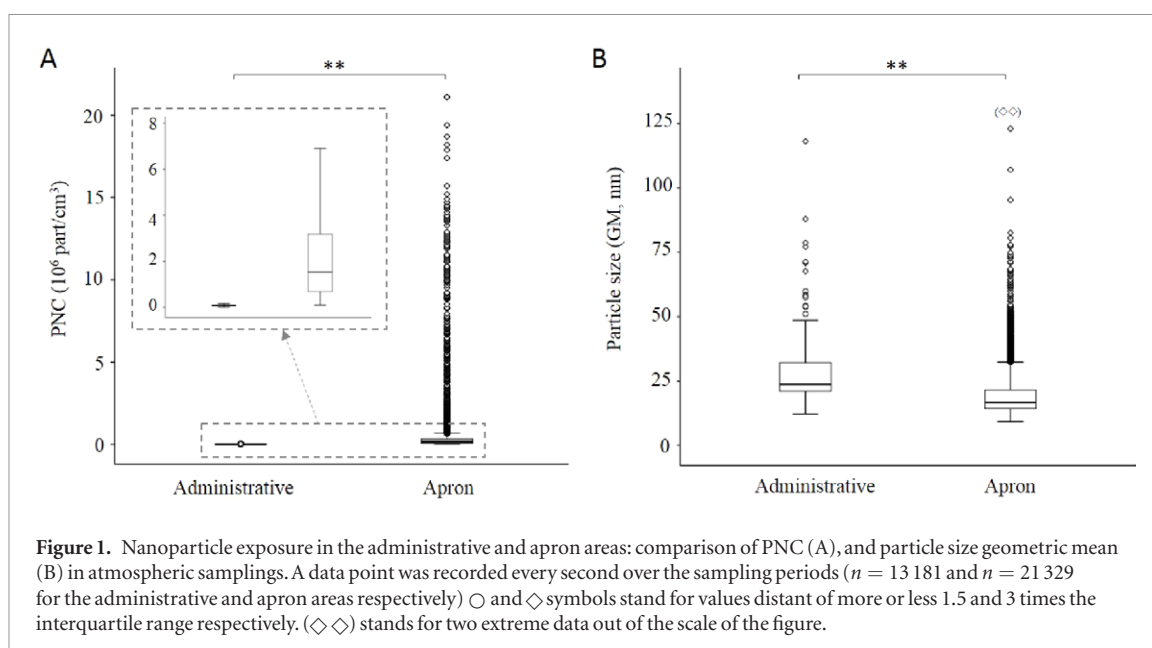 A
B
**
**
20
15
10
5
0
PNC (10⁶ part/cm³)
8
6
4
2
0
Administrative
Apron
125
100
75
50
25
0
Particle size (GM, nm)
(◇◇)
Administrative
Apron
Figure 1. Nanoparticle exposure in the administrative and apron areas: comparison of PNC (A), and particle size geometric mean
(B) in atmospheric samplings. A data point was recorded every second over the sampling periods (n = 13 181 and n = 21 329
for the administrative and apron areas respectively) ○ and ◇ symbols stand for values distant of more or less 1.5 and 3 times the
interquartile range respectively. (◇ ◇) stands for two extreme data out of the scale of the figure.